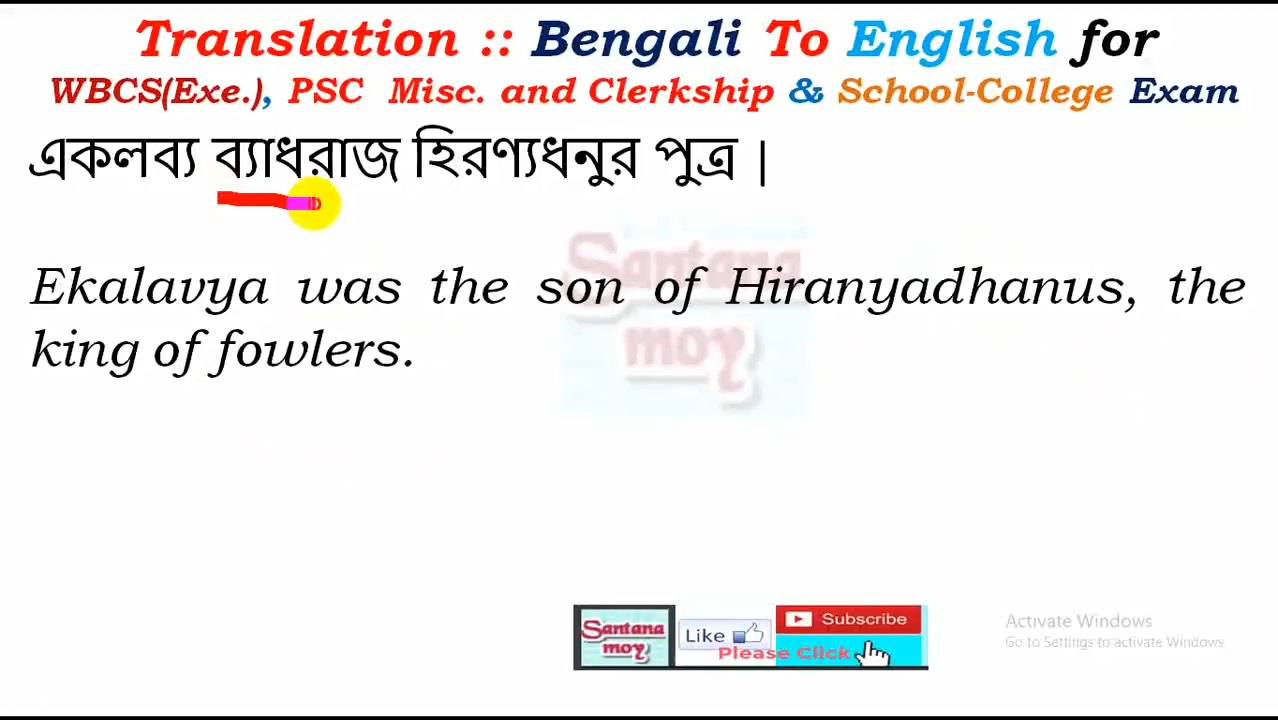 Translation :: Bengali To English for
WBCS(Exe.), PSC Misc. and Clerkship & School-College Exam
একলব্য ব্যাধরাজ হিরণ্যধনুর পুত্র |
Ekalavya was the son of Hiranyadhanus, the
king of fowlers.
Santana
moy
Santana
moy
Like
Subscribe
Please Click
Activate Windows
Go to Settings to activate Windows.